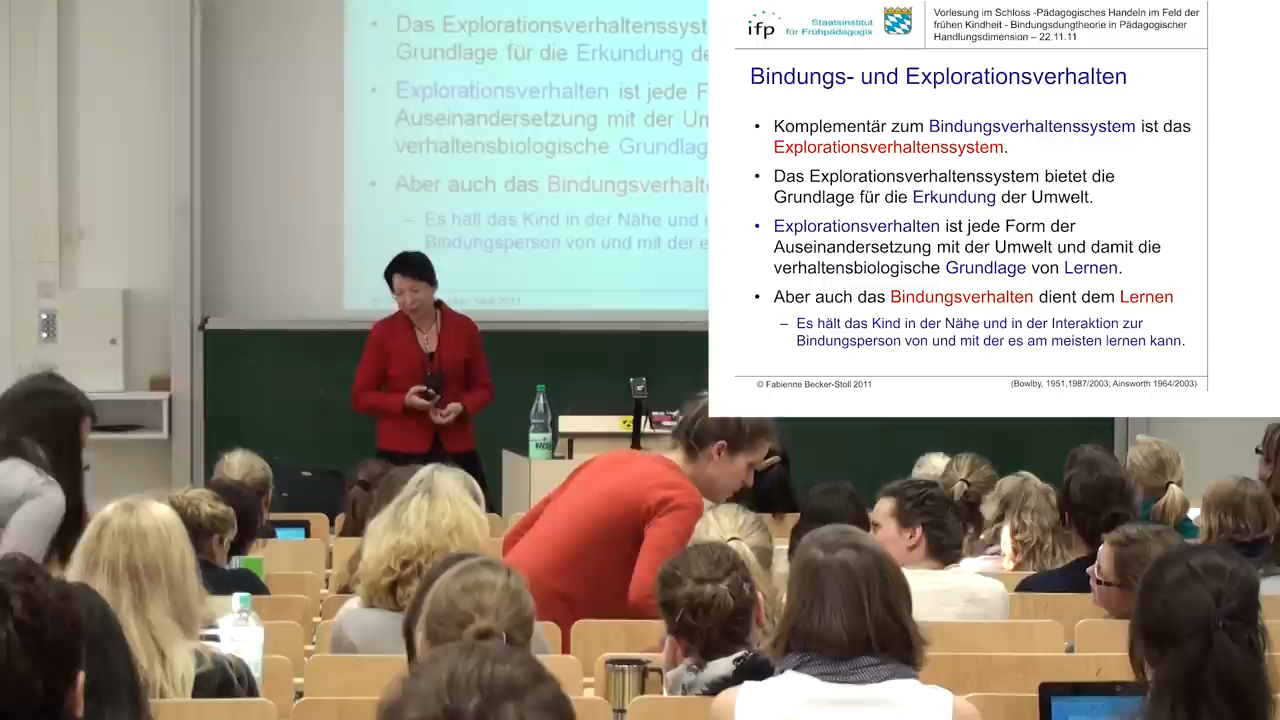 Das Explorationsverhaltenssyst
Grundlage für die Erkundung de
Explorationsverhalten ist jede F
Auseinandersetzung mit der Um
verhaltensbiologische Grundlag
Aber auch das Bindungsverhalt
– Es hält das Kind in der Nähe und i
Bindungsperson von und mit der e
Becker-Stoll 2011
ifp
Staatsinstitut
für Frühpädagogik
Vorlesung im Schloss -Pädagogisches Handeln im Feld der
frühen Kindheit - Bindungsdungtheorie in Pädagogischer
Handlungsdimension – 22.11.11
Bindungs- und Explorationsverhalten
• Komplementär zum Bindungsverhaltenssystem ist das
Explorationsverhaltenssystem.
• Das Explorationsverhaltenssystem bietet die
Grundlage für die Erkundung der Umwelt.
• Explorationsverhalten ist jede Form der
Auseinandersetzung mit der Umwelt und damit die
verhaltensbiologische Grundlage von Lernen.
• Aber auch das Bindungsverhalten dient dem Lernen
– Es hält das Kind in der Nähe und in der Interaktion zur
Bindungsperson von und mit der es am meisten lernen kann.
© Fabienne Becker-Stoll 2011
(Bowlby, 1951,1987/2003; Ainsworth 1964/2003)